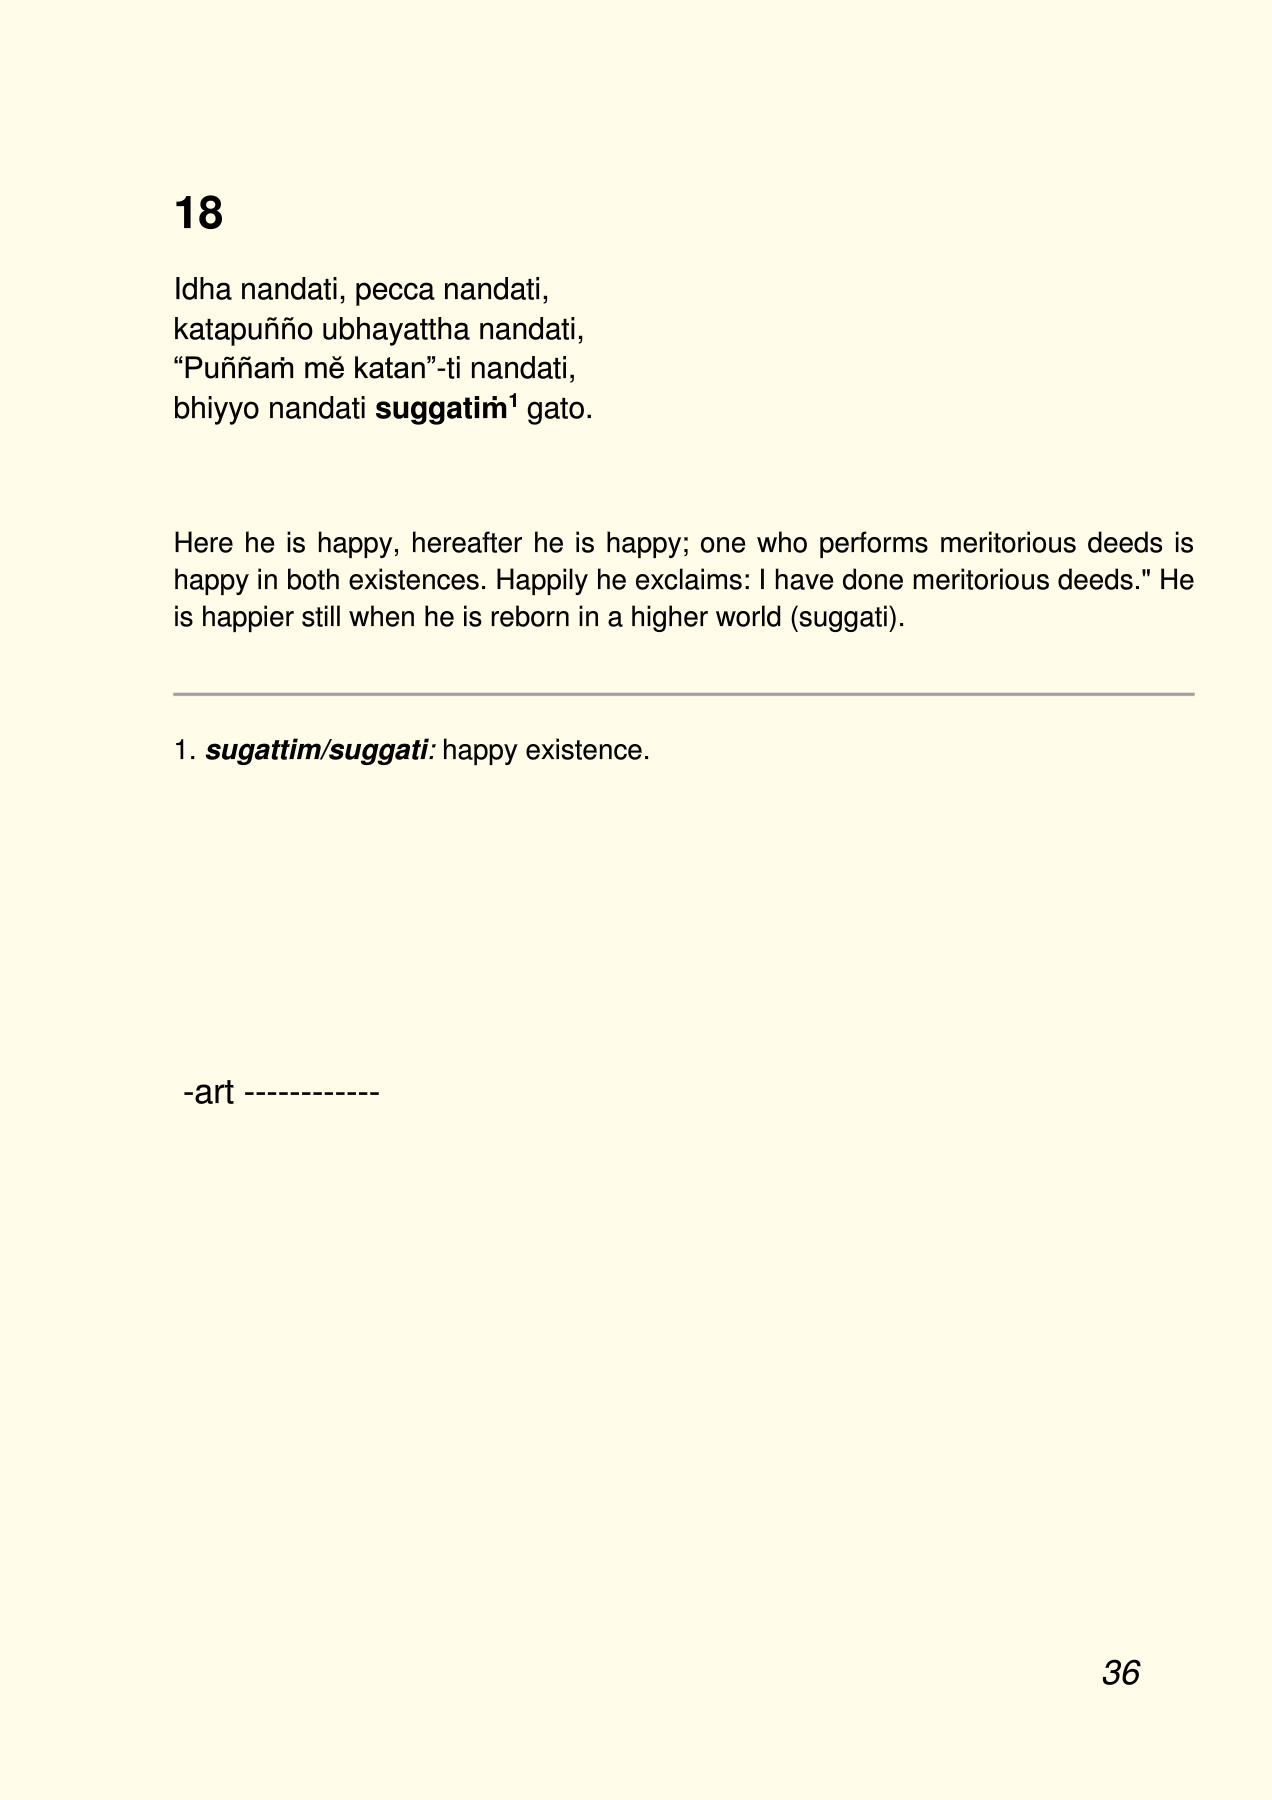 18
Idha nandati, pecca nandati,
katapuñño ubhayattha nandati,
“Puññaṁ mĕ katan”-ti nandati,
bhiyyo nandati suggatiṁ¹ gato.
Here he is happy, hereafter he is happy; one who performs meritorious deeds is
happy in both existences. Happily he exclaims: I have done meritorious deeds." He
is happier still when he is reborn in a higher world (suggati).
1. sugattim/suggati: happy existence.
-art ------------
36